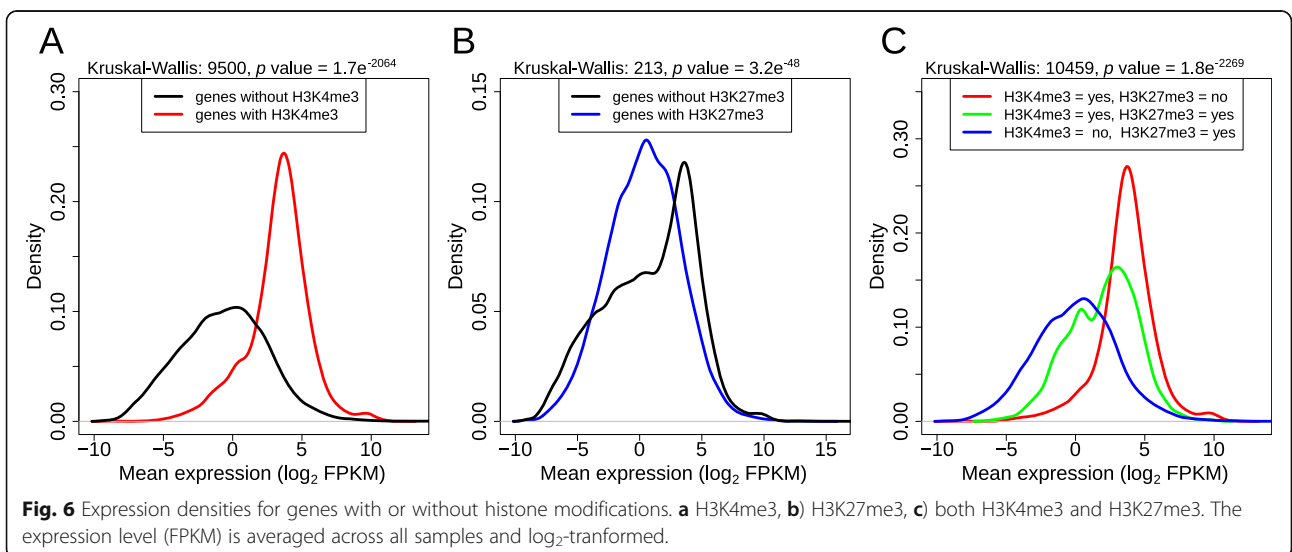 A
Kruskal-Wallis: 9500, p value = 1.7e-2064
genes without H3K4me3
genes with H3K4me3
0.30
0.20
0.10
0.00
Density
−10 −5 0 5 10
Mean expression (log2 FPKM)
B
Kruskal-Wallis: 213, p value = 3.2e-48
genes without H3K27me3
genes with H3K27me3
0.15
0.10
0.05
0.00
Density
−10 −5 0 5 10 15
Mean expression (log2 FPKM)
C
Kruskal-Wallis: 10459, p value = 1.8e-2269
H3K4me3 = yes, H3K27me3 = no
H3K4me3 = yes, H3K27me3 = yes
H3K4me3 = no, H3K27me3 = yes
0.30
0.20
0.10
0.00
Density
−10 −5 0 5 10
Mean expression (log2 FPKM)
Fig. 6 Expression densities for genes with or without histone modifications. a H3K4me3, b) H3K27me3, c) both H3K4me3 and H3K27me3. The
expression level (FPKM) is averaged across all samples and log2-tranformed.